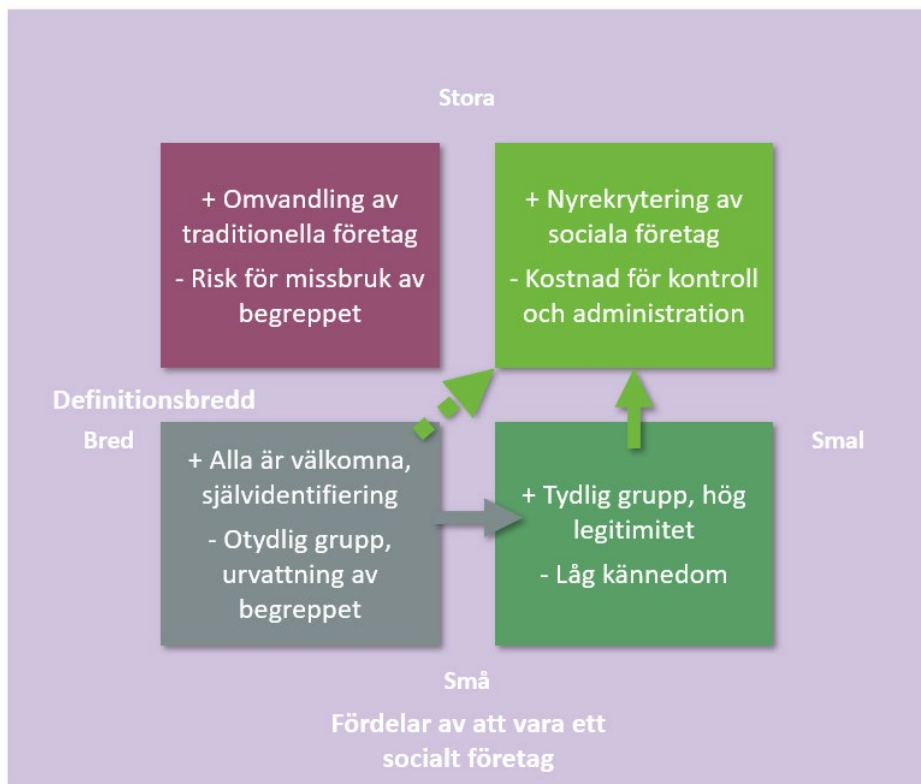 Stora
+ Omvandling av
traditionella företag
- Risk för missbruk av
begreppet
+ Nyrekrytering av
sociala företag
- Kostnad för kontroll
och administration
Definitionsbredd
Bred
Smal
+ Alla är välkomna,
självidentifiering
- Otydlig grupp,
urvattning av
begreppet
+ Tydlig grupp, hög
legitimitet
- Låg kännedom
Små
Fördelar av att vara ett
socialt företag